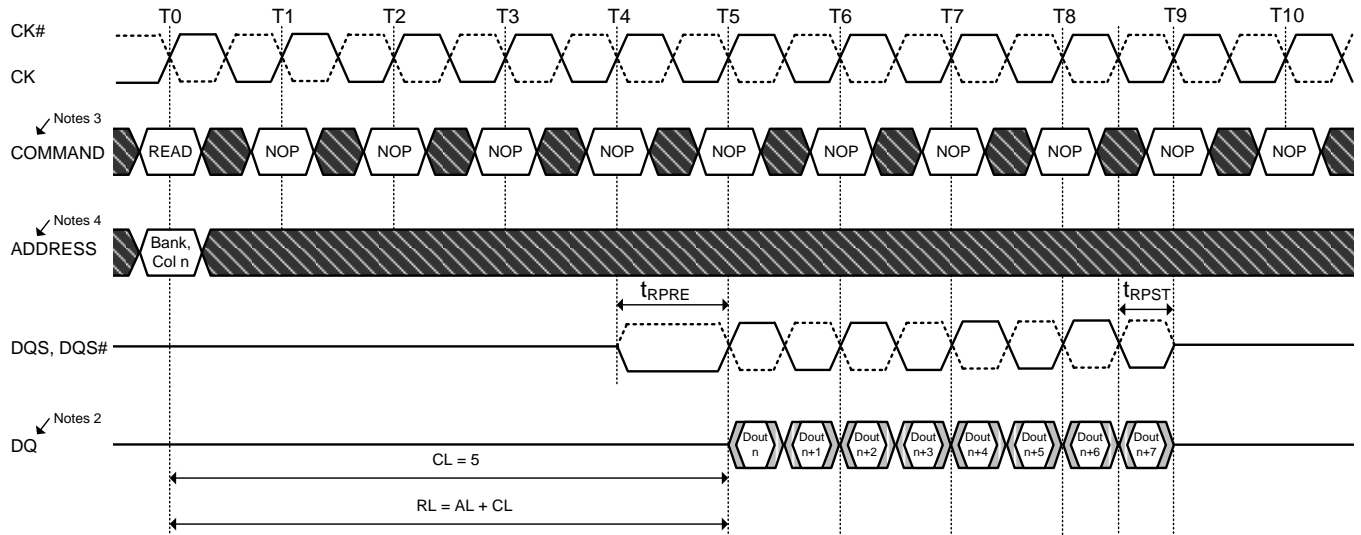 T0 T1 T2 T3 T4 T5 T6 T7 T8 T9 T10
CK#
CK
Notes 3
COMMAND READ NOP NOP NOP NOP NOP NOP NOP NOP NOP NOP
Notes 4
ADDRESS
Bank,
Col n
tRPRE tRPST
DQS, DQS#
Notes 2
DQ
Dout n Dout n+1 Dout n+2 Dout n+3 Dout n+4 Dout n+5 Dout n+6 Dout n+7
CL = 5
RL = AL + CL